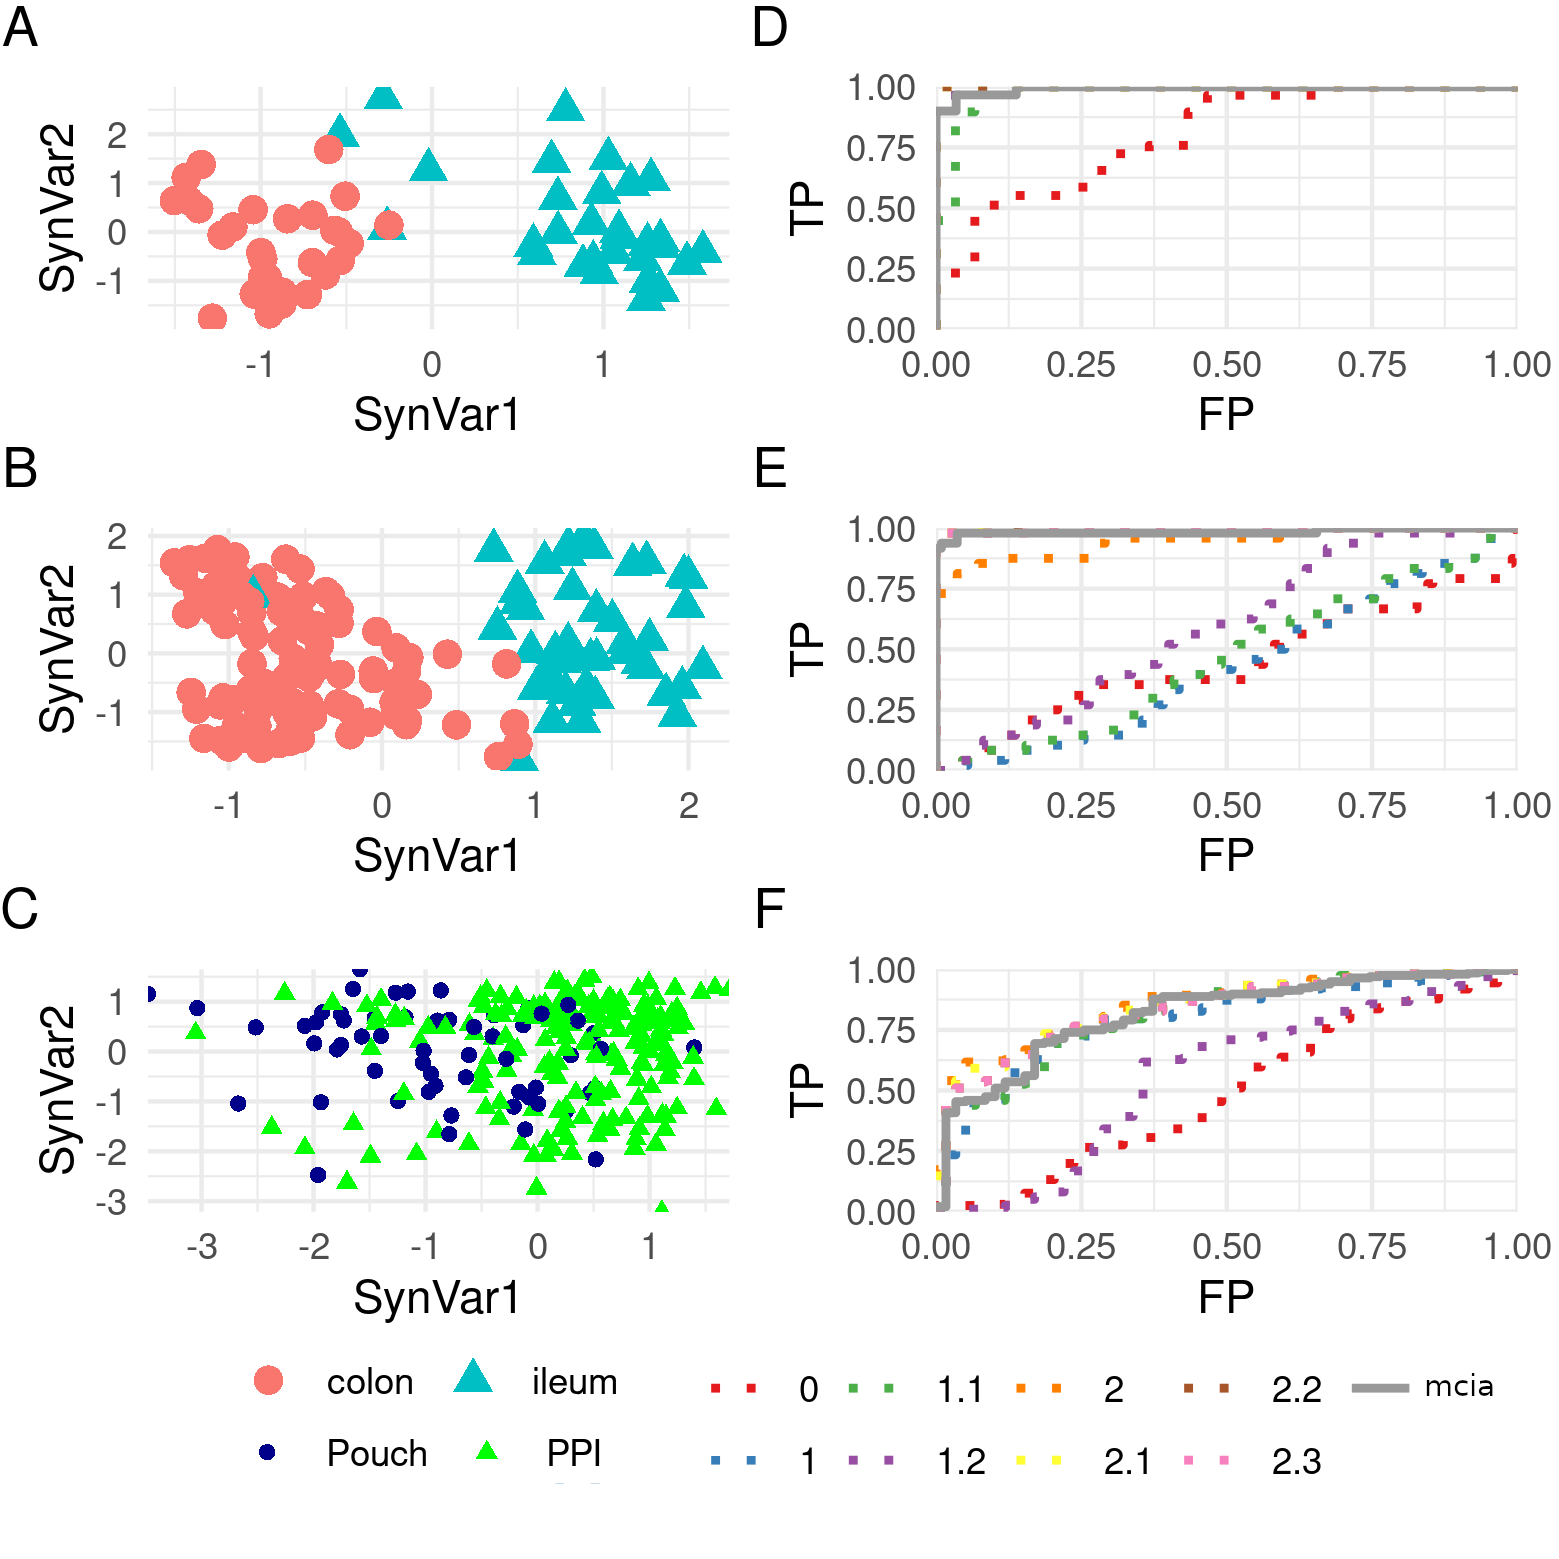 A
SynVar2
2
1
0
-1
-1 0 1
SynVar1
D
TP
1.00
0.75
0.50
0.25
0.00
0.00 0.25 0.50 0.75 1.00
FP
B
SynVar2
2
1
0
-1
-1 0 1 2
SynVar1
E
TP
1.00
0.75
0.50
0.25
0.00
0.00 0.25 0.50 0.75 1.00
FP
C
SynVar2
1
0
-1
-2
-3
-3 -2 -1 0 1
SynVar1
F
TP
1.00
0.75
0.50
0.25
0.00
0.00 0.25 0.50 0.75 1.00
FP
colon ileum
Pouch PPI
0 1.1 2 2.2 mcia
1 1.2 2.1 2.3